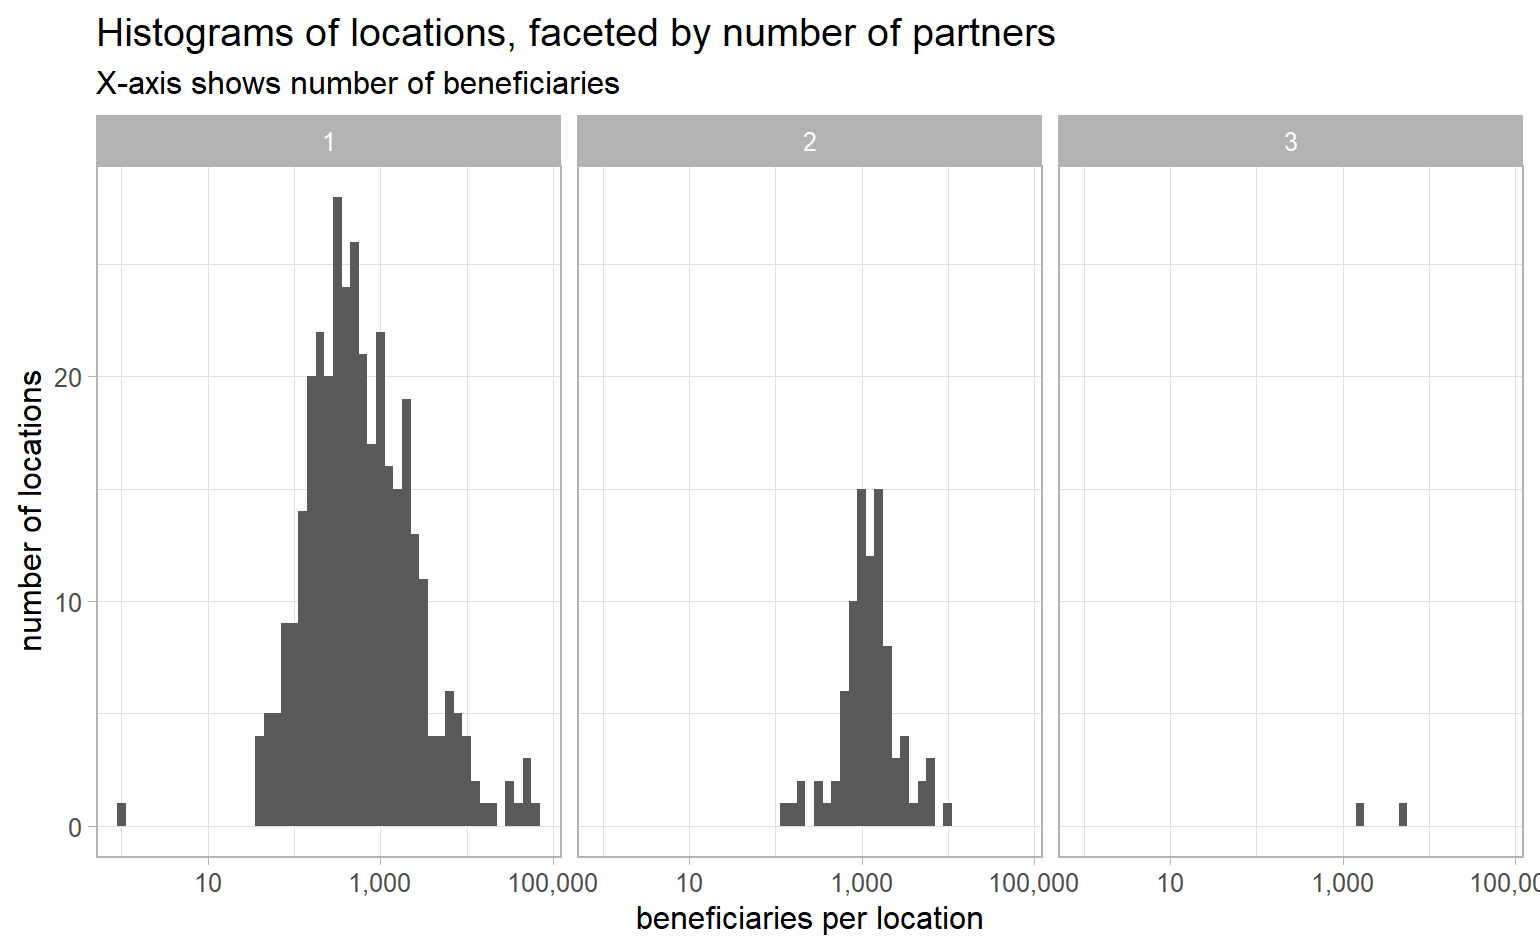 Histograms of locations, faceted by number of partners
X-axis shows number of beneficiaries
1 2 3
number of locations
20
10
0
10 1,000 100,000 10 1,000 100,000 10 1,000 100,00
beneficiaries per location